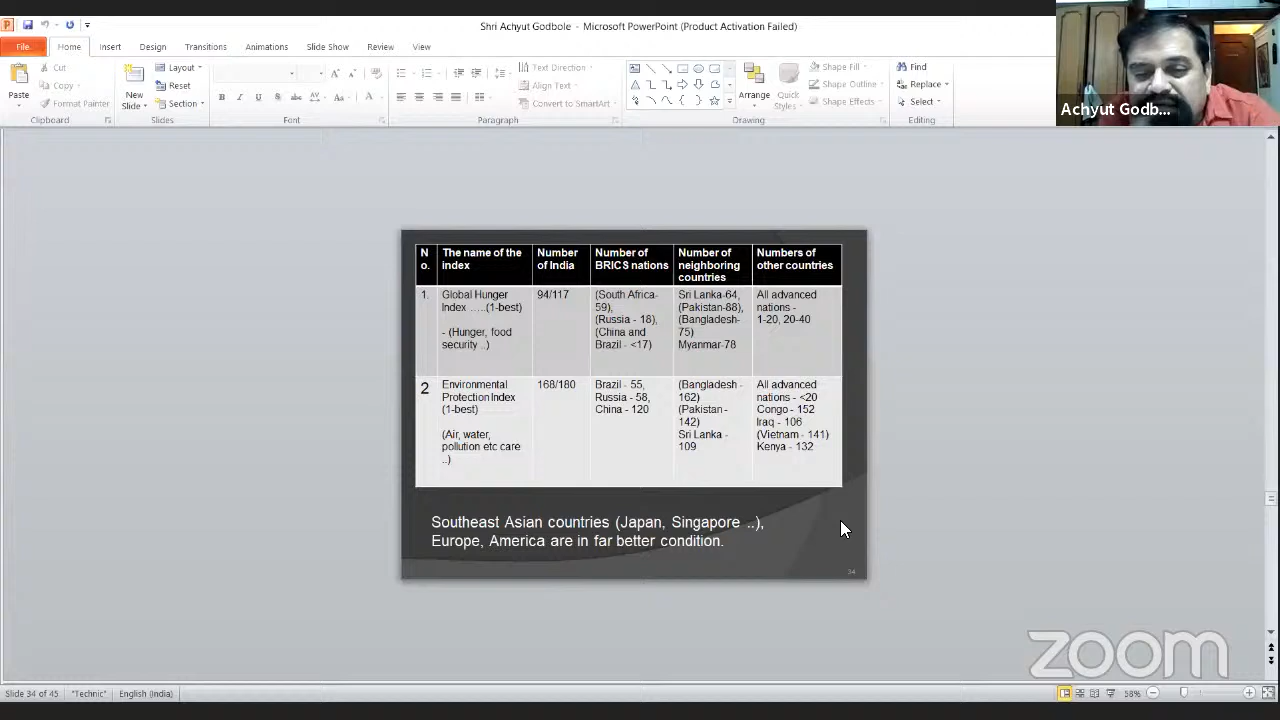 Shri Achyut Godbole - Microsoft PowerPoint (Product Activation Failed)
File Home Insert Design Transitions Animations Slide Show Review View
Cut
Copy
Format Painter
Paste
Clipboard
New
Slide
Layout
Reset
Section
Slides
Font
Text Direction
Align Text
Convert to SmartArt
Paragraph
Arrange
Quick
Styles
Shape Fill
Shape Outline
Shape Effects
Drawing
Find
Replace
Select
Editing
Achyut Godb...
N
o.
The name of the
index
Number
of India
Number of
BRICS nations
Number of
neighboring
countries
Numbers of
other countries
1.
Global Hunger
Index .....(1-best)
- (Hunger, food
security ..)
94/117
(South Africa-
59),
(Russia - 18),
(China and
Brazil - <17)
Sri Lanka-64,
(Pakistan-88),
(Bangladesh-
75)
Myanmar-78
All advanced
nations -
1-20, 20-40
2
Environmental
Protection Index
(1-best)
(Air, water,
pollution etc care
..)
168/180
Brazil - 55,
Russia - 58,
China - 120
(Bangladesh -
162)
(Pakistan -
142)
Sri Lanka -
109
All advanced
nations - <20
Congo - 152
Iraq - 106
(Vietnam - 141)
Kenya - 132
Southeast Asian countries (Japan, Singapore ..),
Europe, America are in far better condition.
34
zoom
Slide 34 of 45 "Technic" English (India) 58%